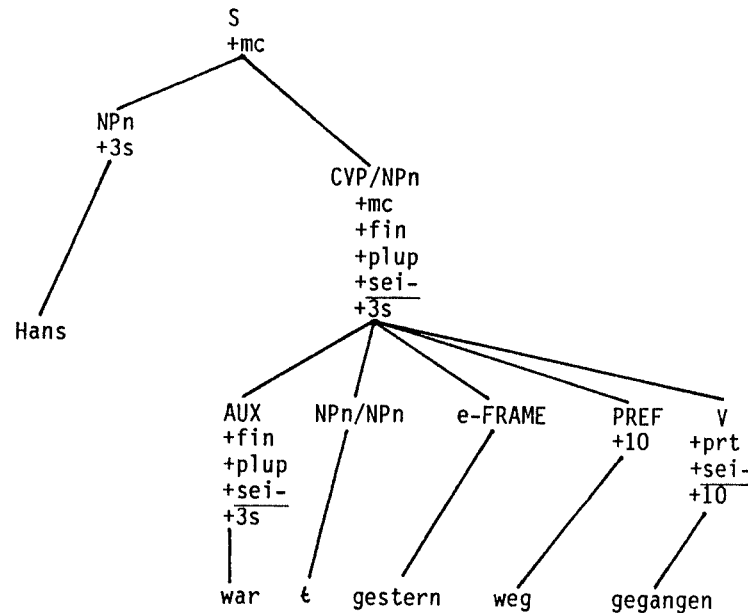 S
+mc
NPn
+3s
CVP/NPn
+mc
+fin
+plup
+sei-
+3s
Hans
AUX NPn/NPn e-FRAME PREF V
+fin +10 +prt
+plup +sei-
+sei- +10
+3s
war t gestern weg gegangen